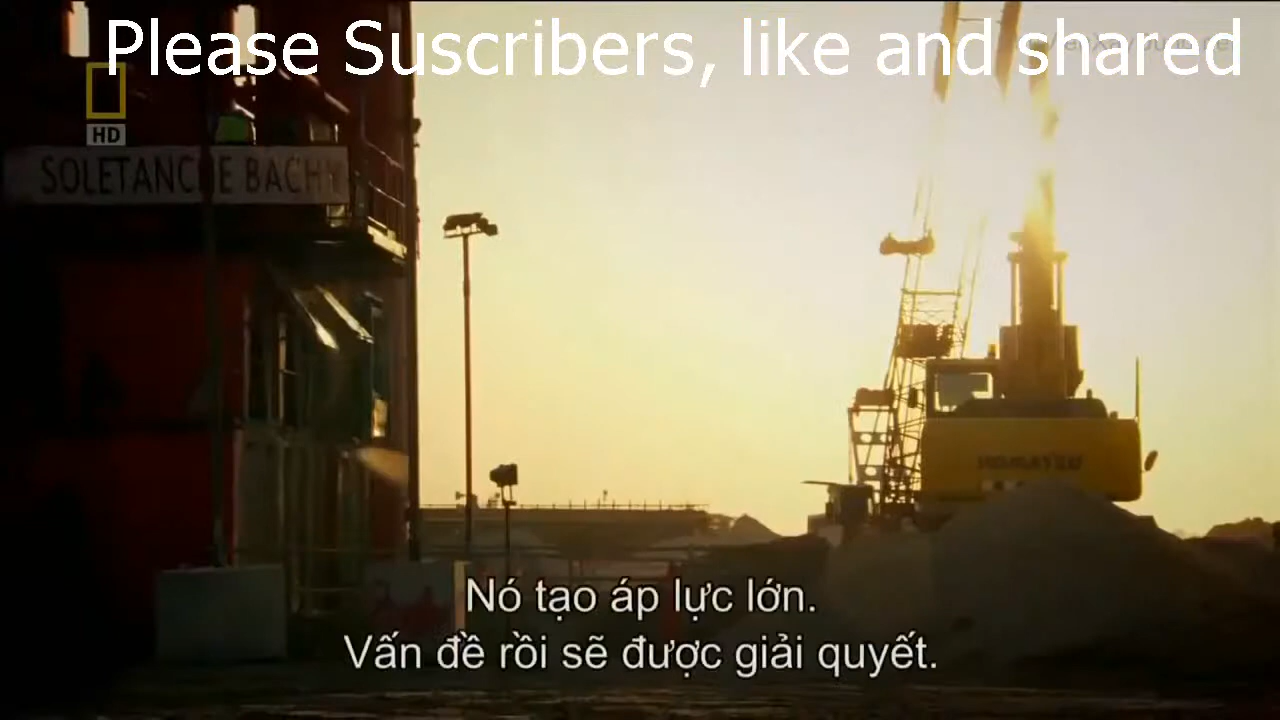 Please Suscribers, like and shared
HD
SOLETANCHE BACHY
KOMATSU
Nó tạo áp lực lớn.
Vấn đề rồi sẽ được giải quyết.